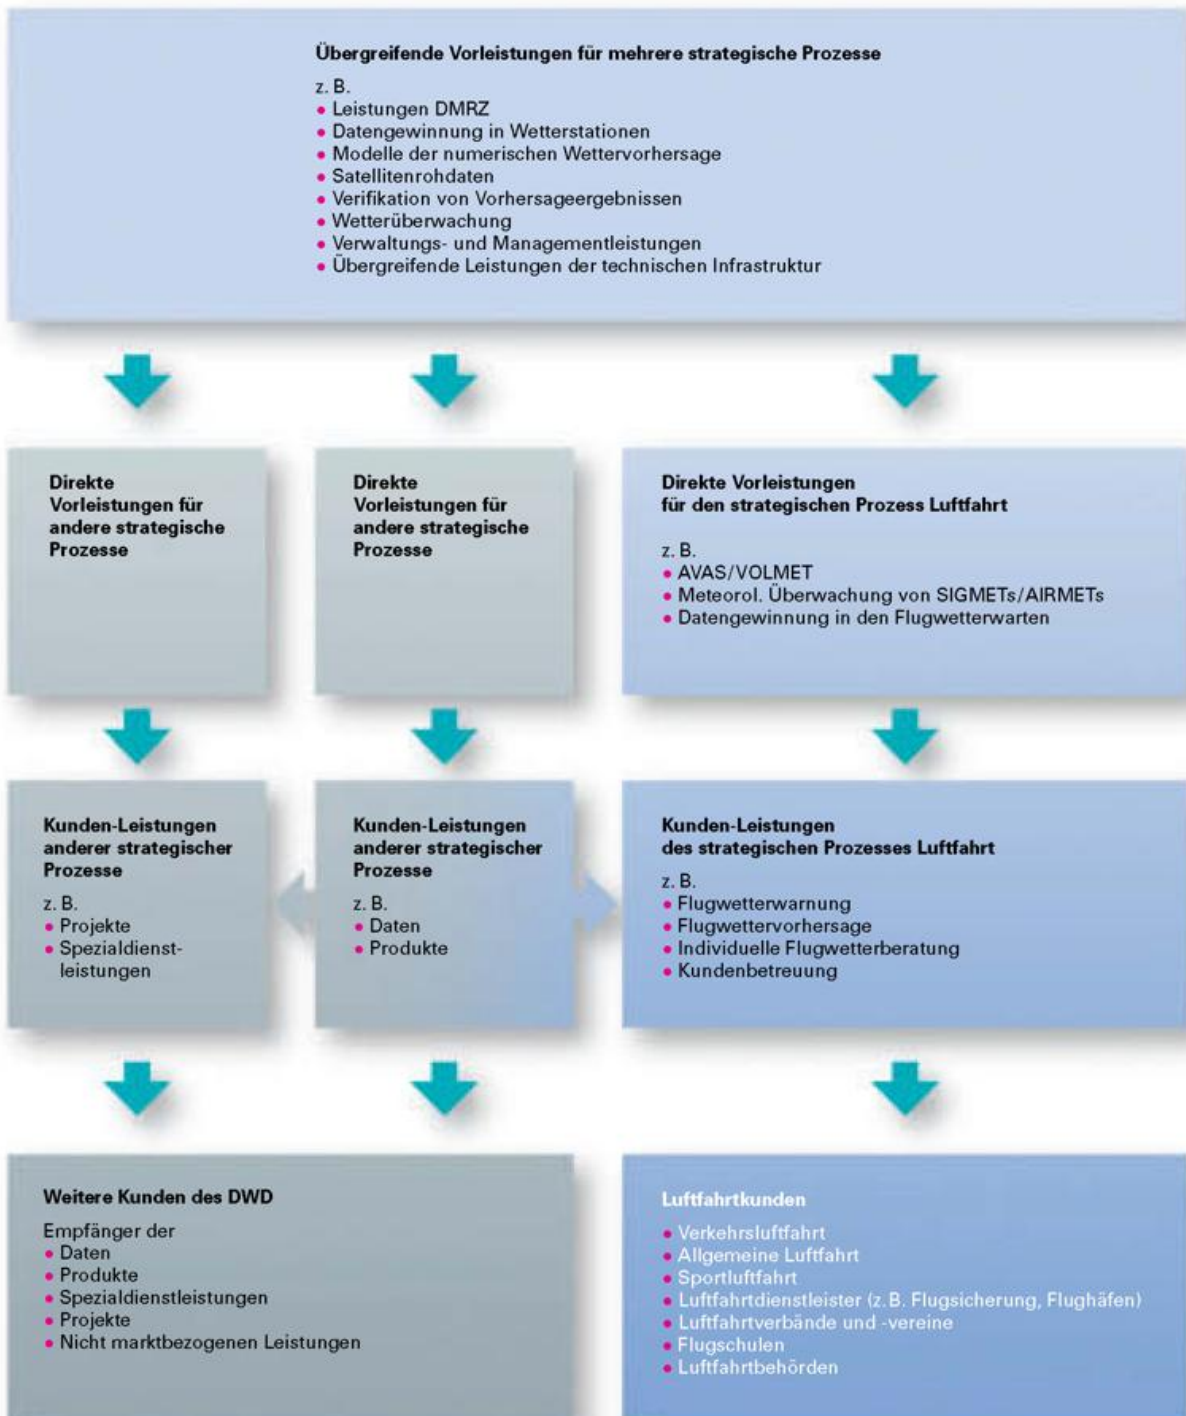 Übergreifende Vorleistungen für mehrere strategische Prozesse
z. B.
• Leistungen DMRZ
• Datengewinnung in Wetterstationen
• Modelle der numerischen Wettervorhersage
• Satellitenrohdaten
• Verifikation von Vorhersageergebnissen
• Wetterüberwachung
• Verwaltungs- und Managementleistungen
• Übergreifende Leistungen der technischen Infrastruktur
Direkte
Vorleistungen für
andere strategische
Prozesse
Direkte
Vorleistungen für
andere strategische
Prozesse
Direkte Vorleistungen
für den strategischen Prozess Luftfahrt
z. B.
• AVAS/VOLMET
• Meteorol. Überwachung von SIGMETs/AIRMETs
• Datengewinnung in den Flugwetterwarten
Kunden-Leistungen
anderer strategischer
Prozesse
z. B.
• Projekte
• Spezialdienst-
leistungen
Kunden-Leistungen
anderer strategischer
Prozesse
z. B.
• Daten
• Produkte
Kunden-Leistungen
des strategischen Prozesses Luftfahrt
z. B.
• Flugwetterwarnung
• Flugwettervorhersage
• Individuelle Flugwetterberatung
• Kundenbetreuung
Weitere Kunden des DWD
Empfänger der
• Daten
• Produkte
• Spezialdienstleistungen
• Projekte
• Nicht marktbezogenen Leistungen
Luftfahrtkunden
• Verkehrsluftfahrt
• Allgemeine Luftfahrt
• Sportluftfahrt
• Luftfahrtdienstleister (z. B. Flugsicherung, Flughäfen)
• Luftfahrtverbände und -vereine
• Flugschulen
• Luftfahrtbehörden